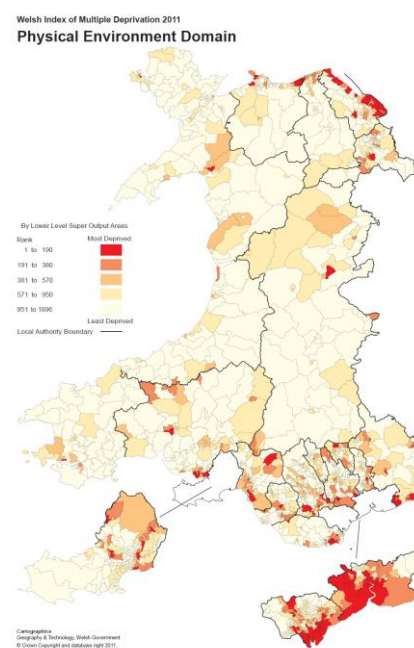 Welsh Index of Multiple Deprivation 2011
Physical Environment Domain
By Lower Level Super Output Areas
Rank Most Deprived
1 to 190
191 to 380
381 to 570
571 to 950
951 to 1896
Least Deprived
Local Authority Boundary
Cartographics
Geography & Technology, Welsh Government
© Crown Copyright and database right 2011.